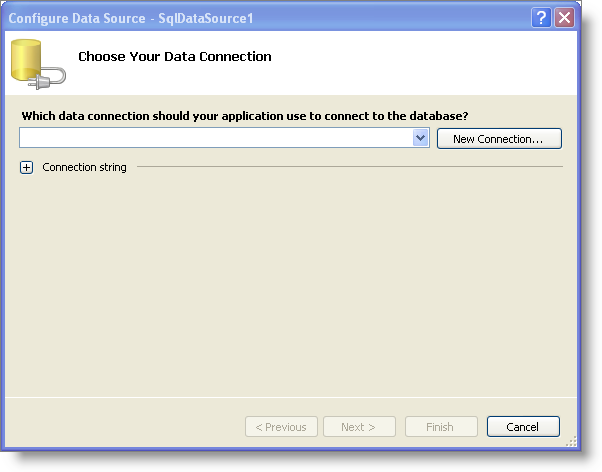 Configure Data Source - SqlDataSource1
Choose Your Data Connection
Which data connection should your application use to connect to the database?
New Connection...
Connection string
< Previous
Next >
Finish
Cancel